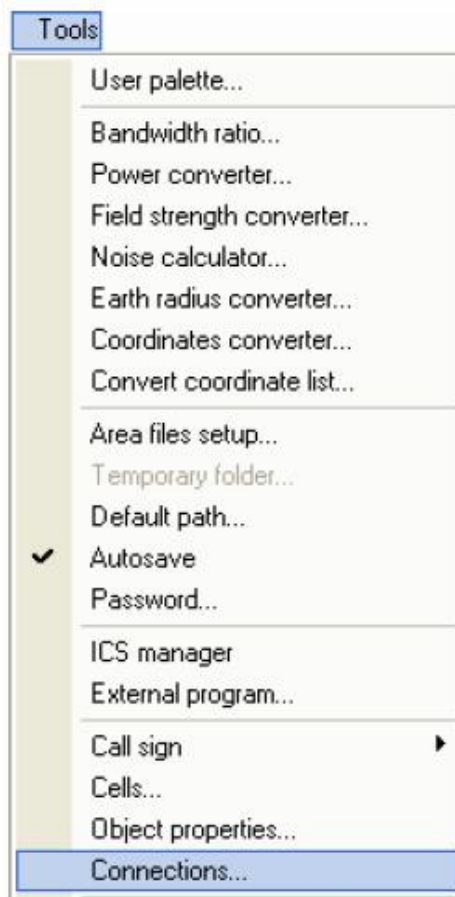 Tools
User palette...
Bandwidth ratio...
Power converter...
Field strength converter...
Noise calculator...
Earth radius converter...
Coordinates converter...
Convert coordinate list...
Area files setup...
Temporary folder...
Default path...
Autosave
Password...
ICS manager
External program...
Call sign
Cells...
Object properties...
Connections...